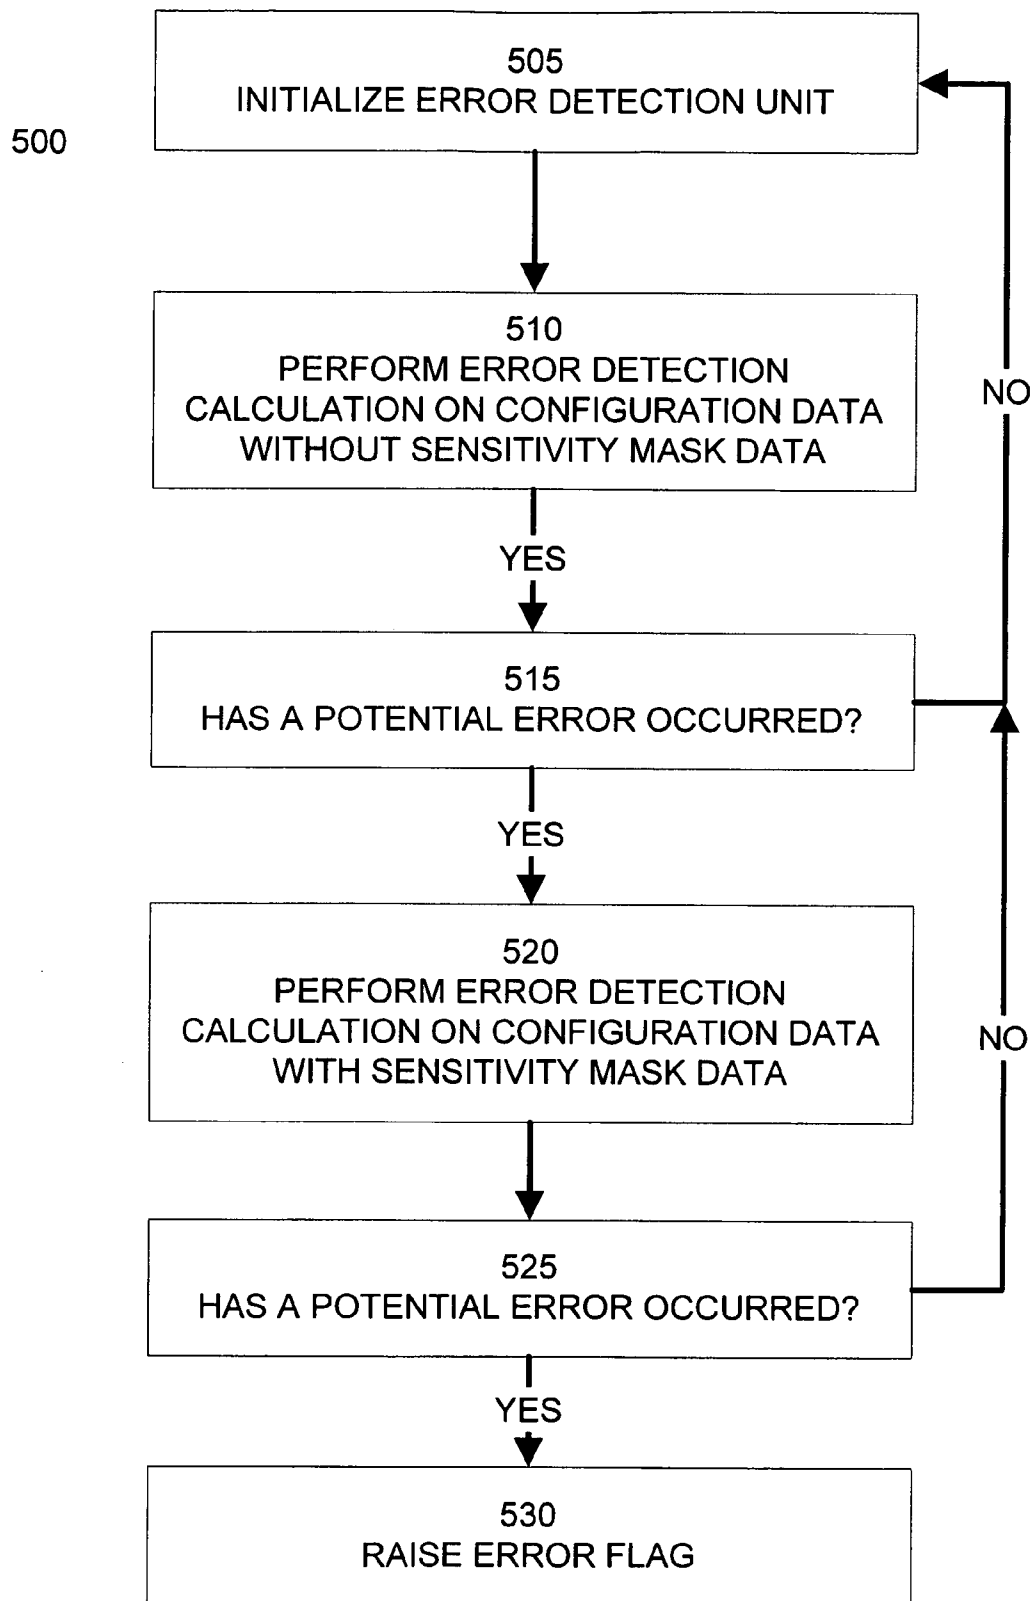 500
505
INITIALIZE ERROR DETECTION UNIT
510
PERFORM ERROR DETECTION
CALCULATION ON CONFIGURATION DATA
WITHOUT SENSITIVITY MASK DATA
NO
YES
515
HAS A POTENTIAL ERROR OCCURRED?
YES
520
PERFORM ERROR DETECTION
CALCULATION ON CONFIGURATION DATA
WITH SENSITIVITY MASK DATA
NO
525
HAS A POTENTIAL ERROR OCCURRED?
YES
530
RAISE ERROR FLAG